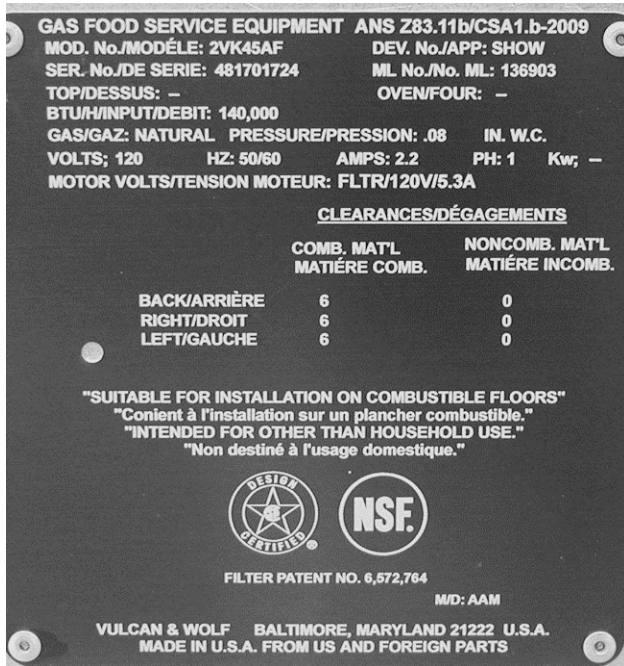 GAS FOOD SERVICE EQUIPMENT ANS Z83.11b/CSA1.b-2009
MOD. No./MODÉLE: 2VK45AF DEV. No./APP: SHOW
SER. No./DE SERIE: 481701724 ML No./No. ML: 136903
TOP/DESSUS: – OVEN/FOUR: –
BTU/H/INPUT/DEBIT: 140,000
GAS/GAZ: NATURAL PRESSURE/PRESSION: .08 IN. W.C.
VOLTS; 120 HZ: 50/60 AMPS: 2.2 PH: 1 Kw; –
MOTOR VOLTS/TENSION MOTEUR: FLTR/120V/5.3A
CLEARANCES/DÉGAGEMENTS
COMB. MAT'L NONCOMB. MAT'L
MATIÉRE COMB. MATIÉRE INCOMB.
BACK/ARRIÈRE 6 0
RIGHT/DROIT 6 0
LEFT/GAUCHE 6 0
"SUITABLE FOR INSTALLATION ON COMBUSTIBLE FLOORS"
"Conient à l'installation sur un plancher combustible."
"INTENDED FOR OTHER THAN HOUSEHOLD USE."
"Non destiné à l'usage domestique."
DESIGN CERTIFIED ® NSF.
FILTER PATENT NO. 6,572,764
M/D: AAM
VULCAN & WOLF BALTIMORE, MARYLAND 21222 U.S.A.
MADE IN U.S.A. FROM US AND FOREIGN PARTS